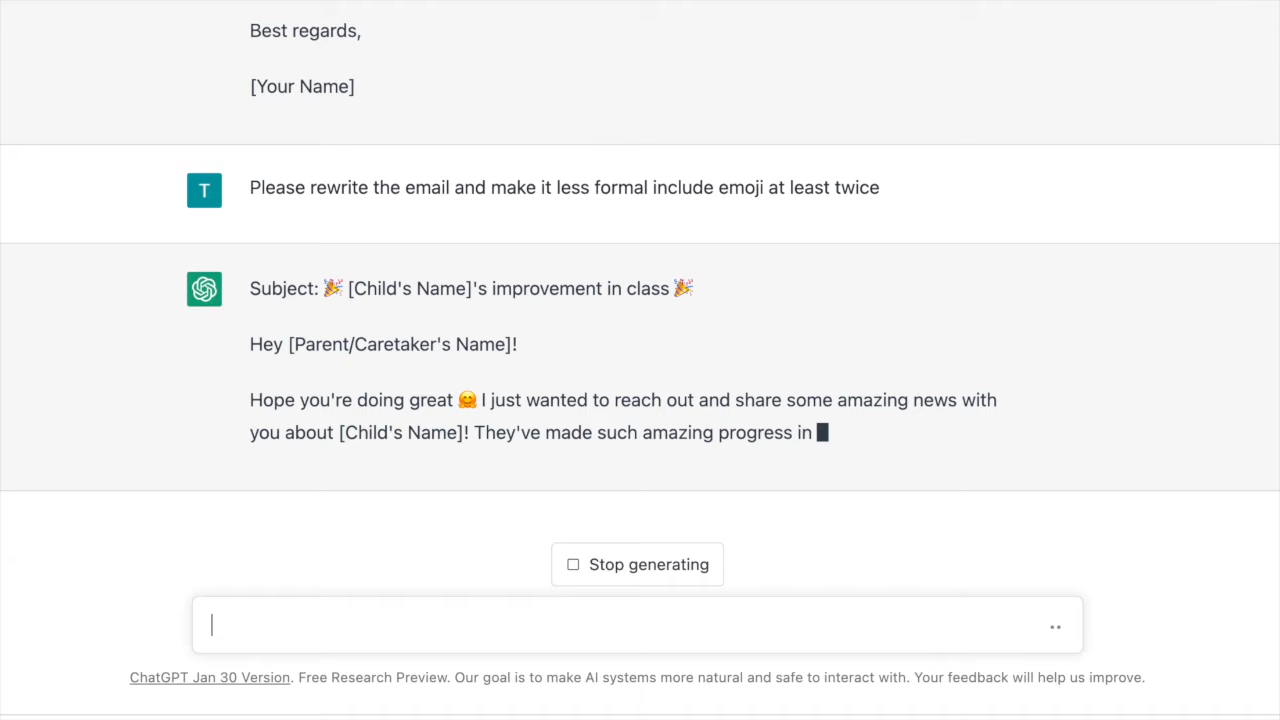 Best regards,
[Your Name]
T
Please rewrite the email and make it less formal include emoji at least twice
Subject: 🎉 [Child's Name]'s improvement in class 🎉
Hey [Parent/Caretaker's Name]!
Hope you're doing great 🤗 I just wanted to reach out and share some amazing news with
you about [Child's Name]! They've made such amazing progress in
Stop generating
ChatGPT Jan 30 Version. Free Research Preview. Our goal is to make AI systems more natural and safe to interact with. Your feedback will help us improve.